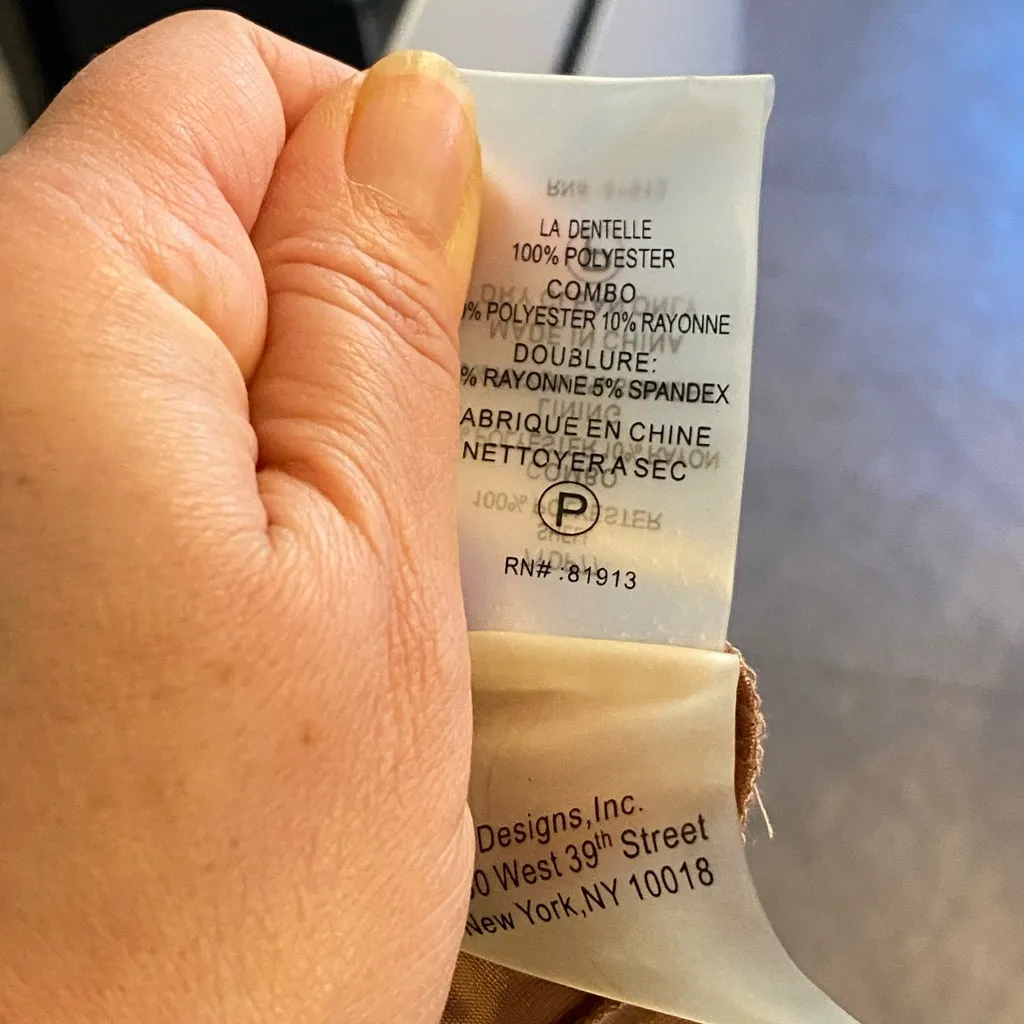 LA DENTELLE
100% POLYESTER
COMBO
% POLYESTER 10% RAYONNE
DOUBLURE:
% RAYONNE 5% SPANDEX
ABRIQUE EN CHINE
NETTOYER A SEC
P
RN# :81913
Designs,Inc.
0 West 39th Street
New York,NY 10018